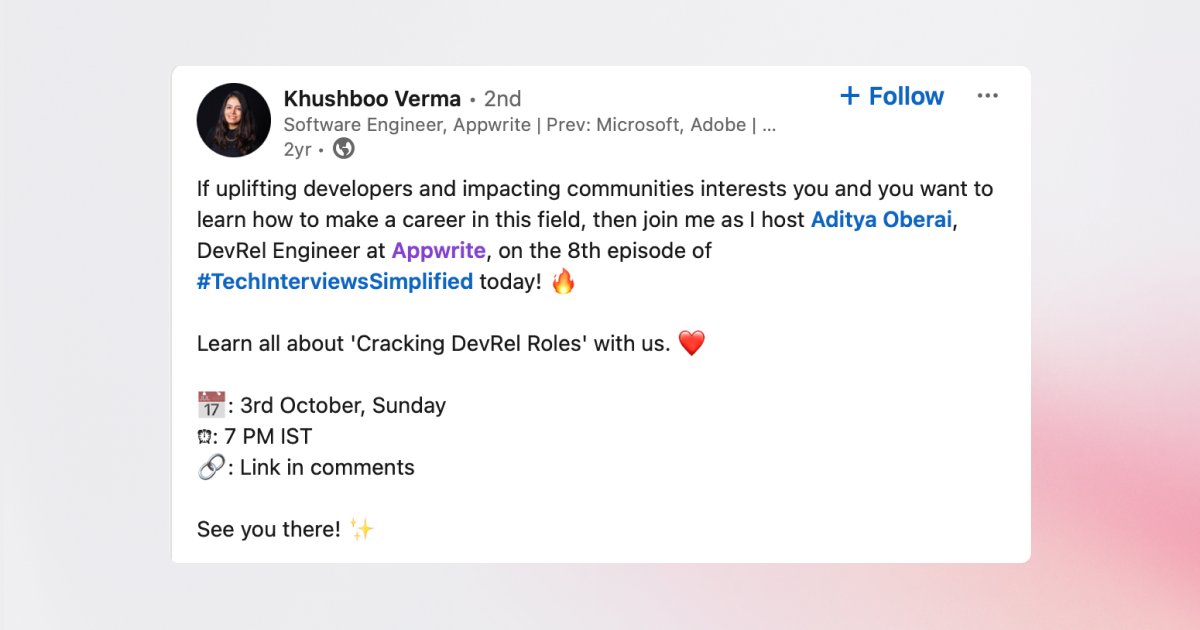 Khushboo Verma • 2nd
+ Follow
...
Software Engineer, Appwrite | Prev: Microsoft, Adobe | ...
2yr •
If uplifting developers and impacting communities interests you and you want to
learn how to make a career in this field, then join me as I host Aditya Oberai,
DevRel Engineer at Appwrite, on the 8th episode of
#TechInterviewsSimplified today! 🔥
Learn all about 'Cracking DevRel Roles' with us. ❤️
📅: 3rd October, Sunday
⏰: 7 PM IST
🔗: Link in comments
See you there! ✨